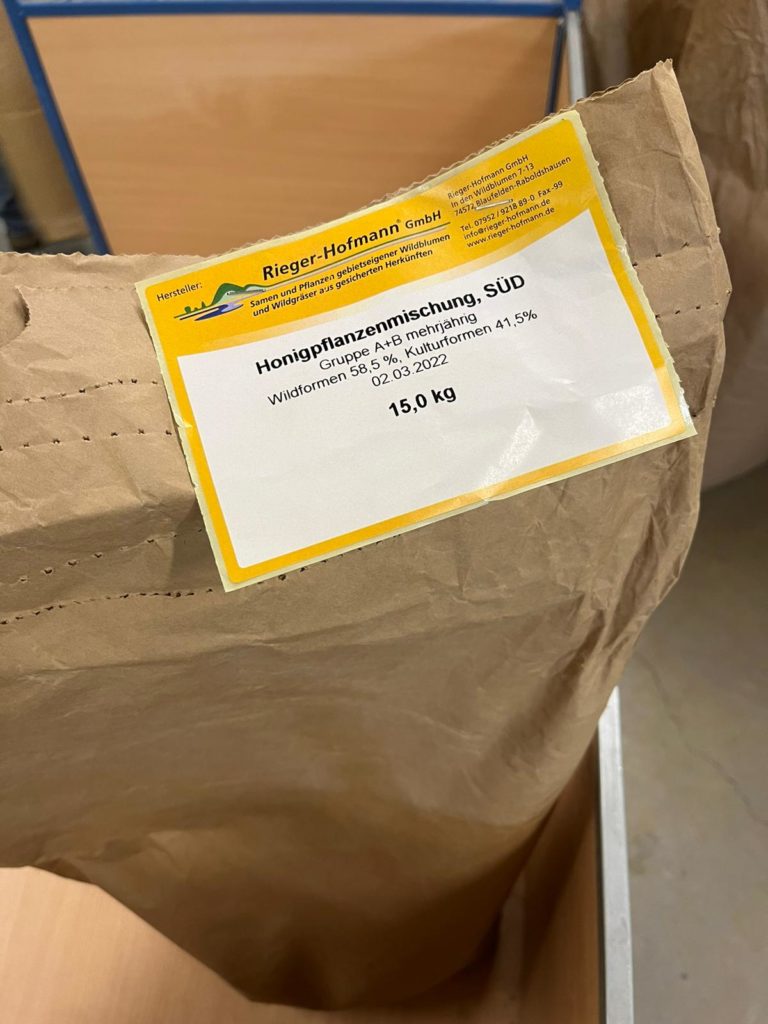 Hersteller:
Rieger-Hofmann® GmbH
Samen und Pflanzen gebietseigener Wildblumen
und Wildgräser aus gesicherten Herkünften
Rieger-Hofmann GmbH
In den Wildblumen 7-13
74572 Blaufelden-Raboldshausen
Tel. 07952 / 9218 89-0 Fax -99
info@rieger-hofmann.de
www.rieger-hofmann.de
Honigpflanzenmischung, SÜD
Gruppe A+B mehrjährig
Wildformen 58,5 %, Kulturformen 41,5%
02.03.2022
15,0 kg